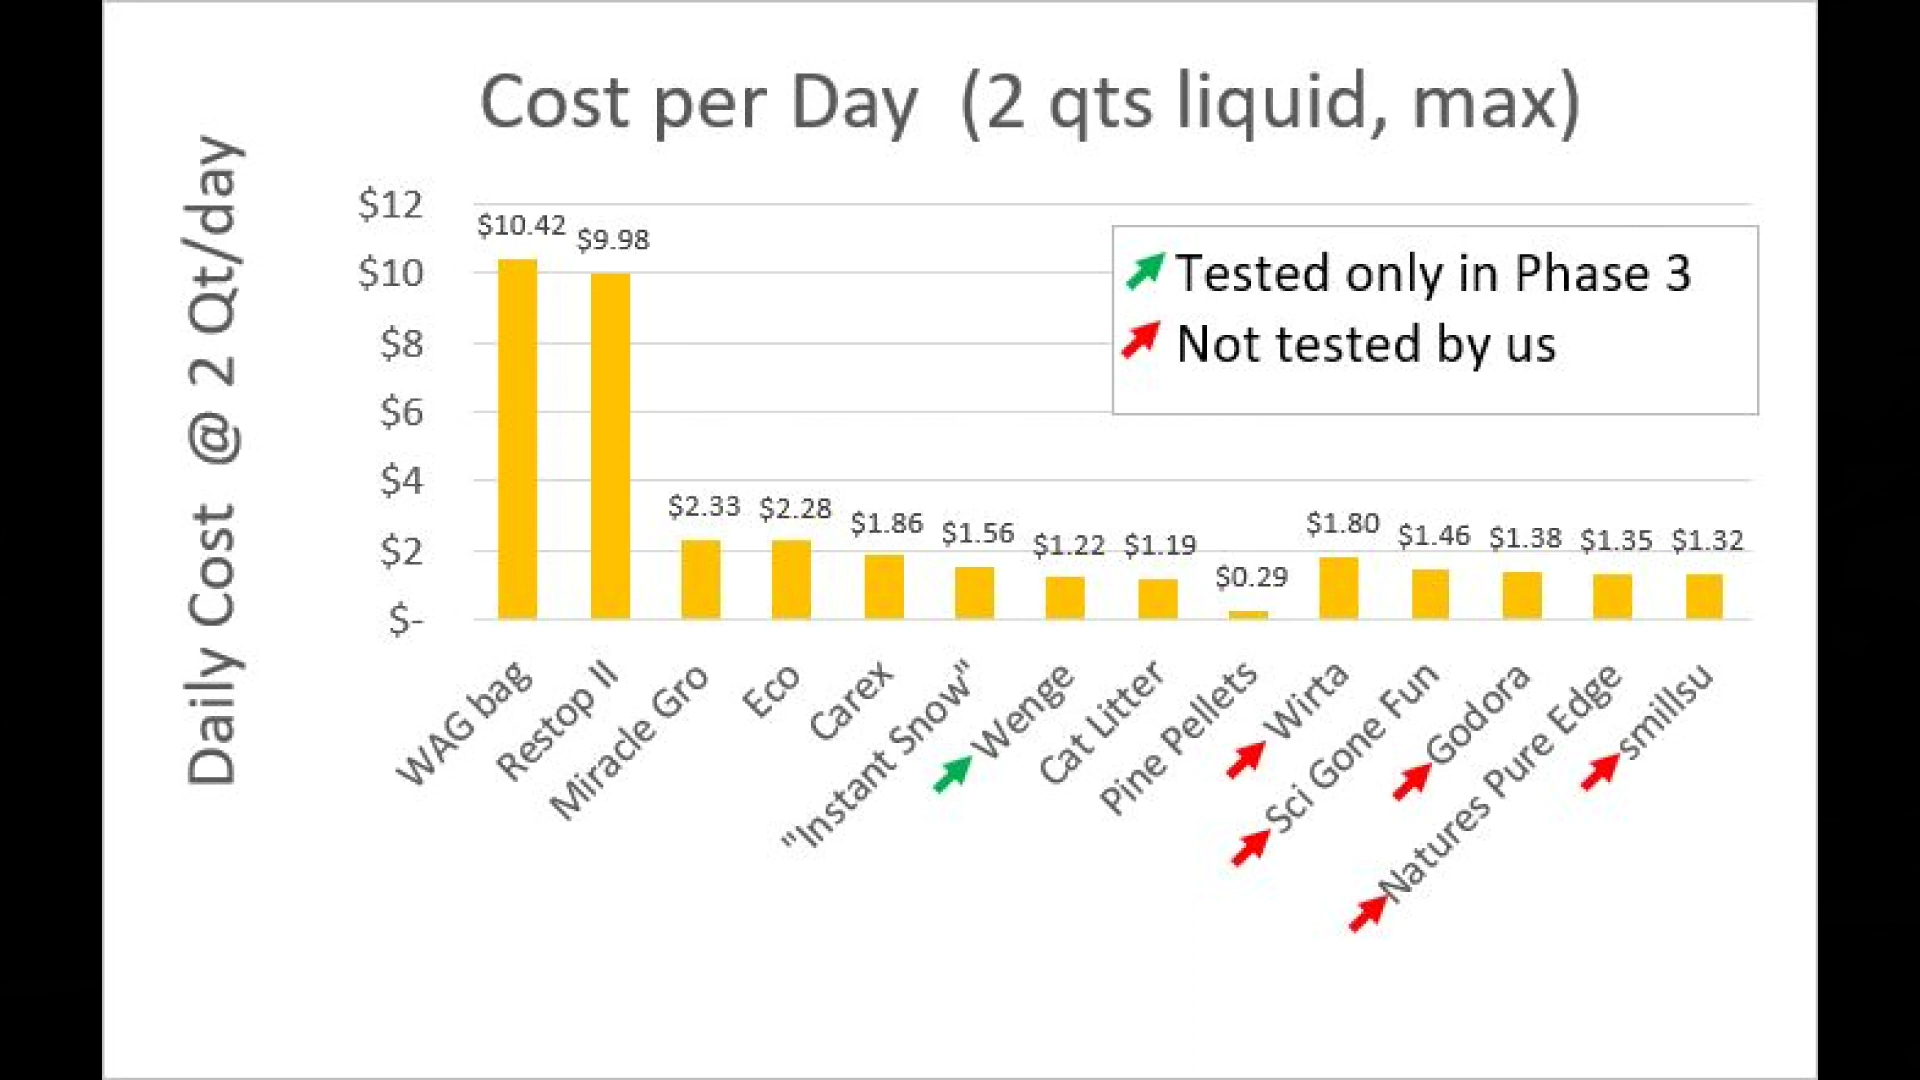 Cost per Day (2 qts liquid, max)
Daily Cost @ 2 Qt/day
$12
$10
$8
$6
$4
$2
$-
$10.42
$9.98
$2.33
$2.28
$1.86
$1.56
$1.22
$1.19
$0.29
$1.80
$1.46
$1.38
$1.35
$1.32
Tested only in Phase 3
Not tested by us
WAG bag
Restop II
Miracle Gro
Eco
Carex
"Instant Snow"
Wenge
Cat Litter
Pine Pellets
Wirta
Sci Gone Fun
Godora
Natures Pure Edge
smillsu